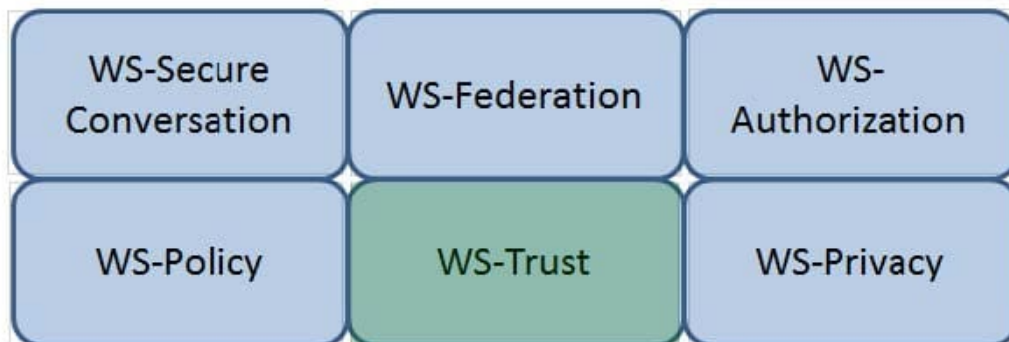 WS-Secure
Conversation
WS-Federation
WS-
Authorization
WS-Policy
WS-Trust
WS-Privacy